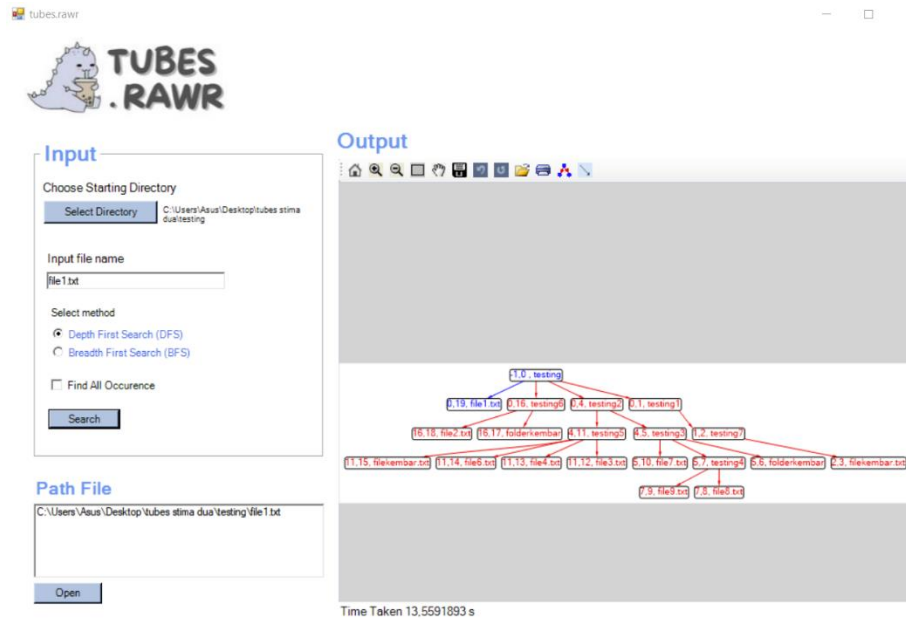 tubes.rawr
TUBES
.RAWR
Input
Choose Starting Directory
Select Directory
C:\Users\Asus\Desktop\tubes stima
dua\testing
Input file name
file1.txt
Select method
Depth First Search (DFS)
Breadth First Search (BFS)
Find All Occurence
Search
Path File
C:\Users\Asus\Desktop\tubes stima dua\testing\file1.txt
Open
Output
-1,0 , testing
0,19, file1.txt 0,16, testing6 0,4, testing2 0,1, testing1
16,18, file2.txt 16,17, folderkembar 4,11, testing5 4,5, testing3 1,2, testing7
11,15, filekembar.txt 11,14, file6.txt 11,13, file4.txt 11,12, file3.txt 5,10, file7.txt 5,7, testing4 5,6, folderkembar 2,3, filekembar.txt
7,9, file9.txt 7,8, file8.txt
Time Taken 13,5591893 s